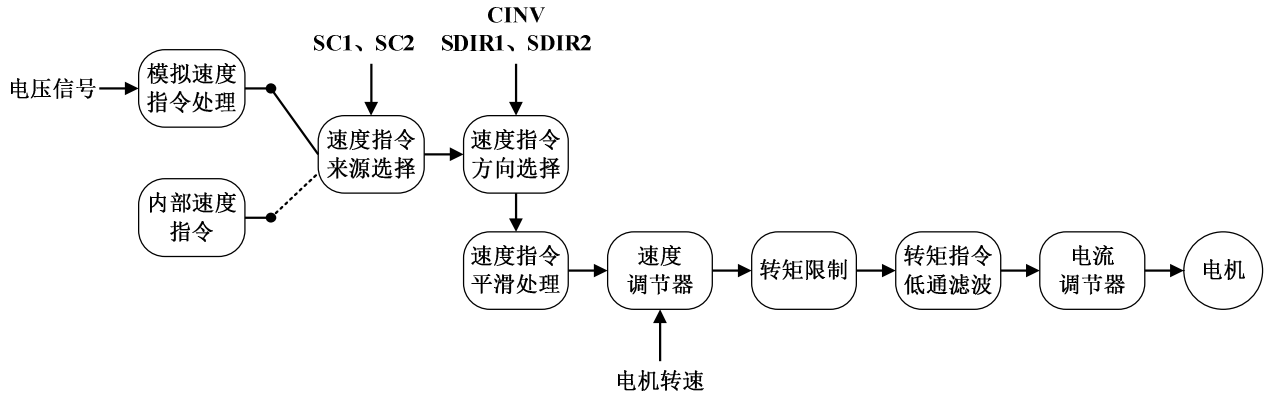 CINV
SC1、SC2
SDIR1、SDIR2
电压信号
模拟速度
指令处理
速度指令
来源选择
速度指令
方向选择
内部速度
指令
速度指令
平滑处理
速度
调节器
转矩限制
转矩指令
低通滤波
电流
调节器
电机
电机转速